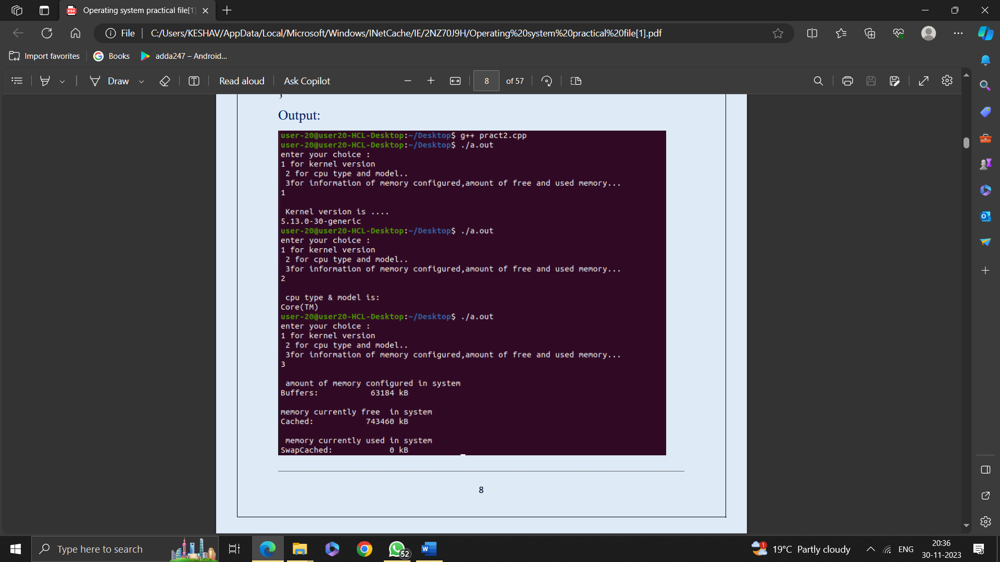 Operating system practical file[1]
File
C:/Users/KESHAV/AppData/Local/Microsoft/Windows/INetCache/IE/2NZ70J9H/Operating%20system%20practical%20file[1].pdf
Import favorites
Books
adda247 – Android...
Draw
Read aloud
Ask Copilot
8
of 57
Output:
user-20@user20-HCL-Desktop:~/Desktop$ g++ pract2.cpp
user-20@user20-HCL-Desktop:~/Desktop$ ./a.out
enter your choice :
1 for kernel version
2 for cpu type and model..
3for information of memory configured,amount of free and used memory...
1
Kernel version is ....
5.13.0-30-generic
user-20@user20-HCL-Desktop:~/Desktop$ ./a.out
enter your choice :
1 for kernel version
2 for cpu type and model..
3for information of memory configured,amount of free and used memory...
2
cpu type & model is:
Core(TM)
user-20@user20-HCL-Desktop:~/Desktop$ ./a.out
enter your choice :
1 for kernel version
2 for cpu type and model..
3for information of memory configured,amount of free and used memory...
3
amount of memory configured in system
Buffers: 63184 kB
memory currently free  in system
Cached: 743460 kB
memory currently used in system
SwapCached: 0 kB
8
Type here to search
52
1
19°C Partly cloudy
ENG
20:36
30-11-2023